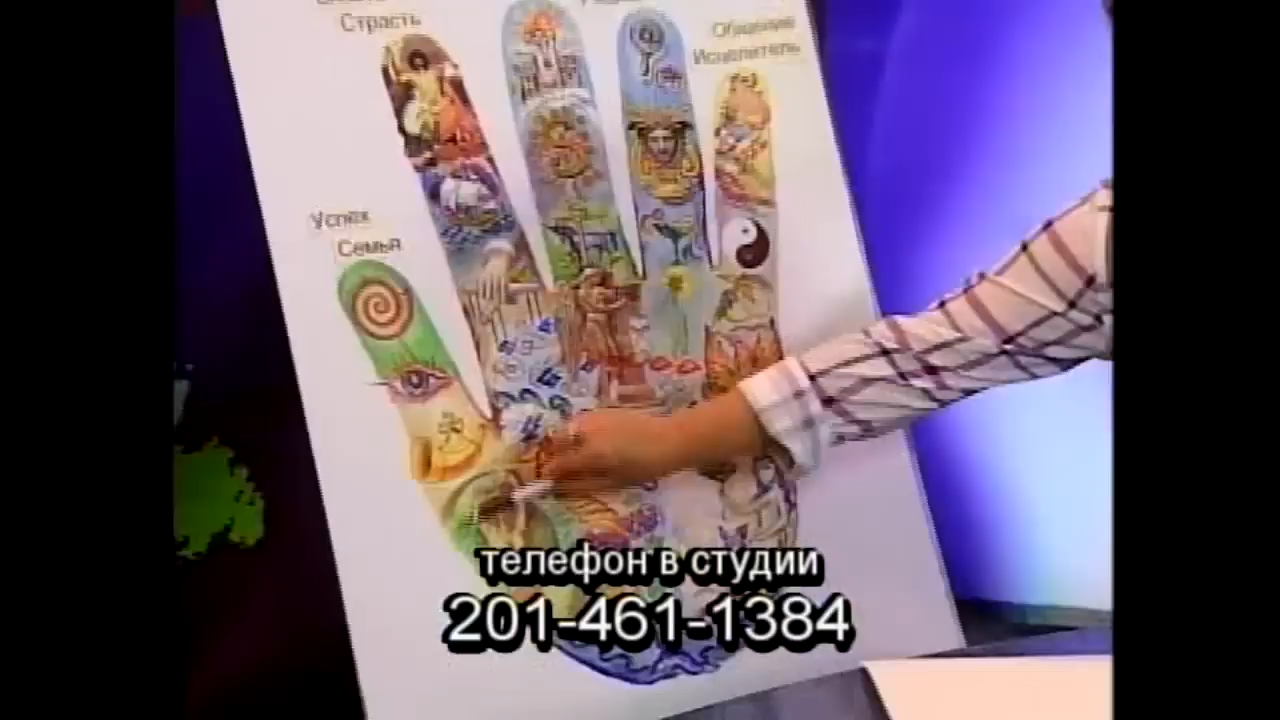 Страсть
Общение
Исцелитель
Успех
Семья
телефон в студии
201-461-1384